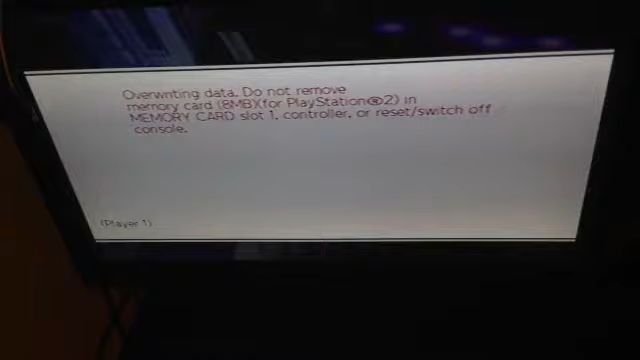 Overwriting data. Do not remove
memory card (8MB)(for PlayStation®2) in
MEMORY CARD slot 1, controller, or reset/switch off
console.
(Player 1)